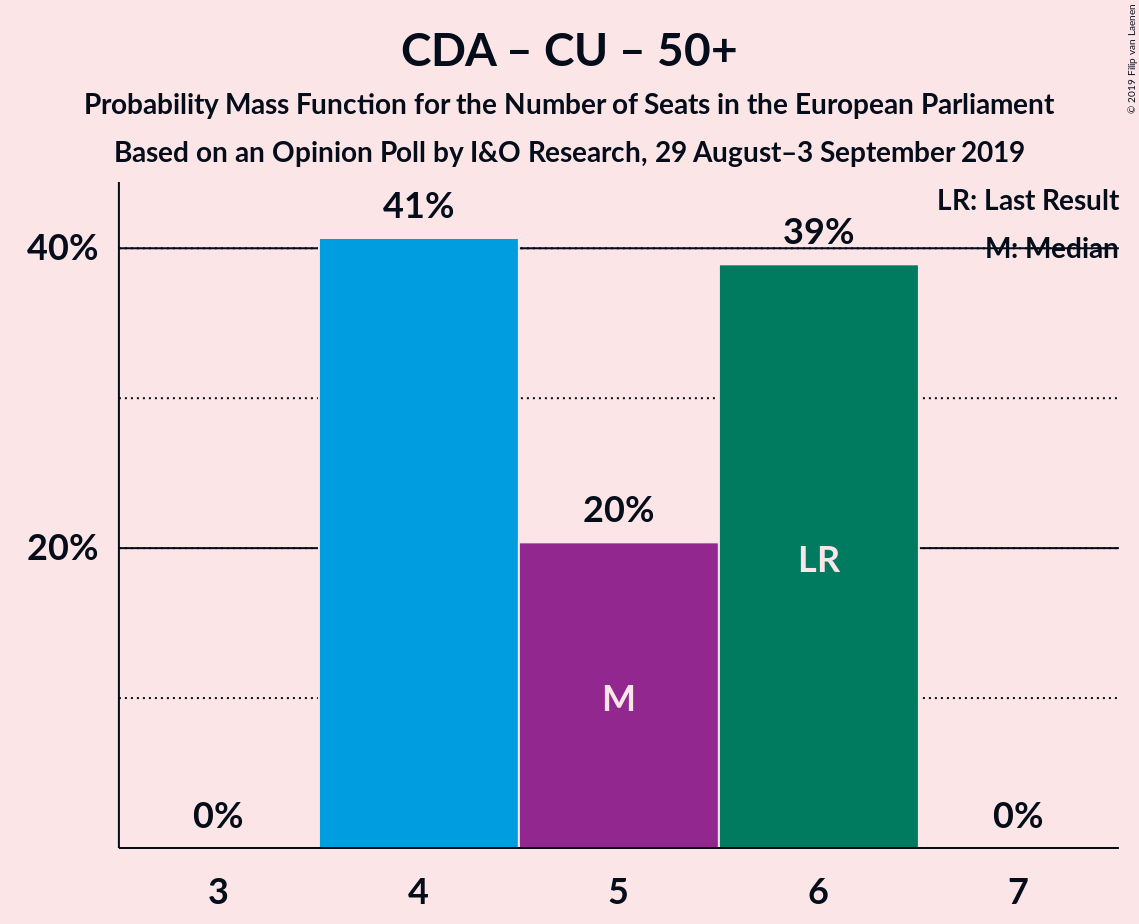 CDA – CU – 50+
Probability Mass Function for the Number of Seats in the European Parliament
Based on an Opinion Poll by I&O Research, 29 August–3 September 2019
© 2019 Filip van Laenen
LR: Last Result
M: Median
40%
20%
0%
41%
20%
39%
0%
M
LR
3
4
5
6
7